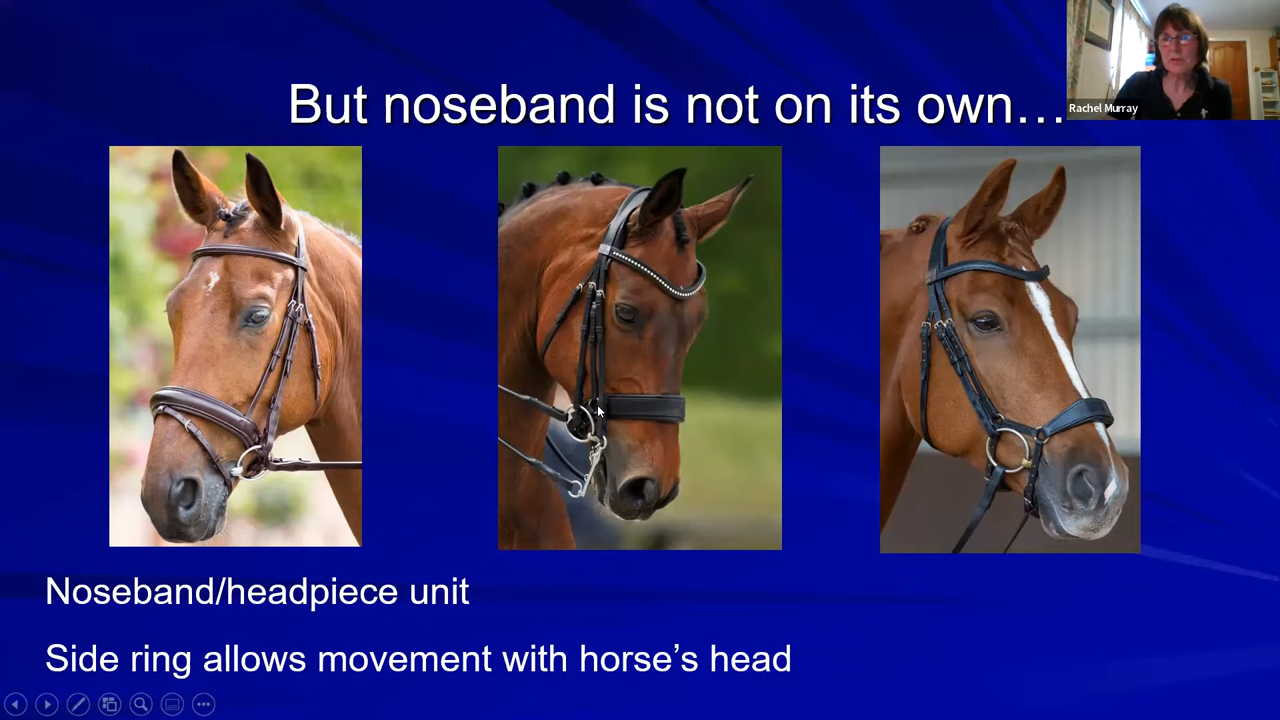 But noseband is not on its own…
Rachel Murray
Noseband/headpiece unit
Side ring allows movement with horse’s head